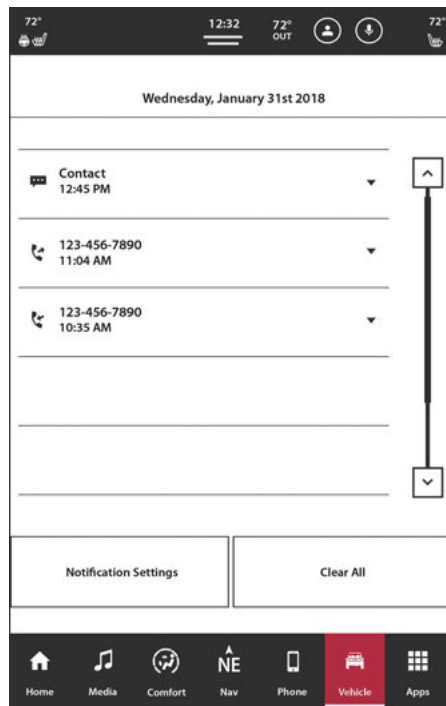 72°
12:32
72°
OUT
72°
Wednesday, January 31st 2018
Contact
12:45 PM
123-456-7890
11:04 AM
123-456-7890
10:35 AM
Notification Settings
Clear All
NE
Home
Media
Comfort
Nav
Phone
Vehicle
Apps